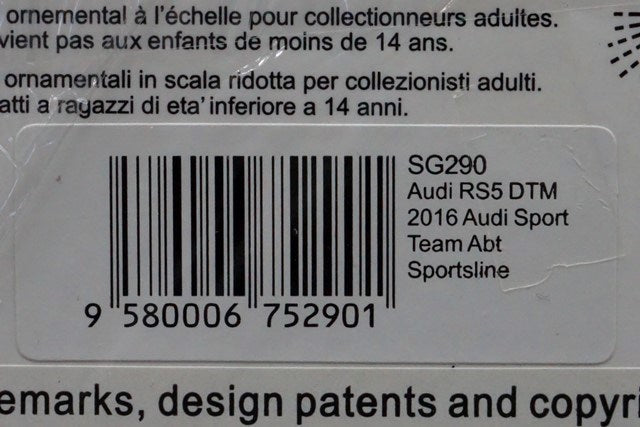 ornemental à l'échelle pour collectionneurs adultes.
vient pas aux enfants de moins de 14 ans.
ornamentali in scala ridotta per collezionisti adulti.
atti a ragazzi di eta' inferiore a 14 anni.
SG290
Audi RS5 DTM
2016 Audi Sport
Team Abt
Sportsline
9 580006 752901
emarks, design patents and copyri